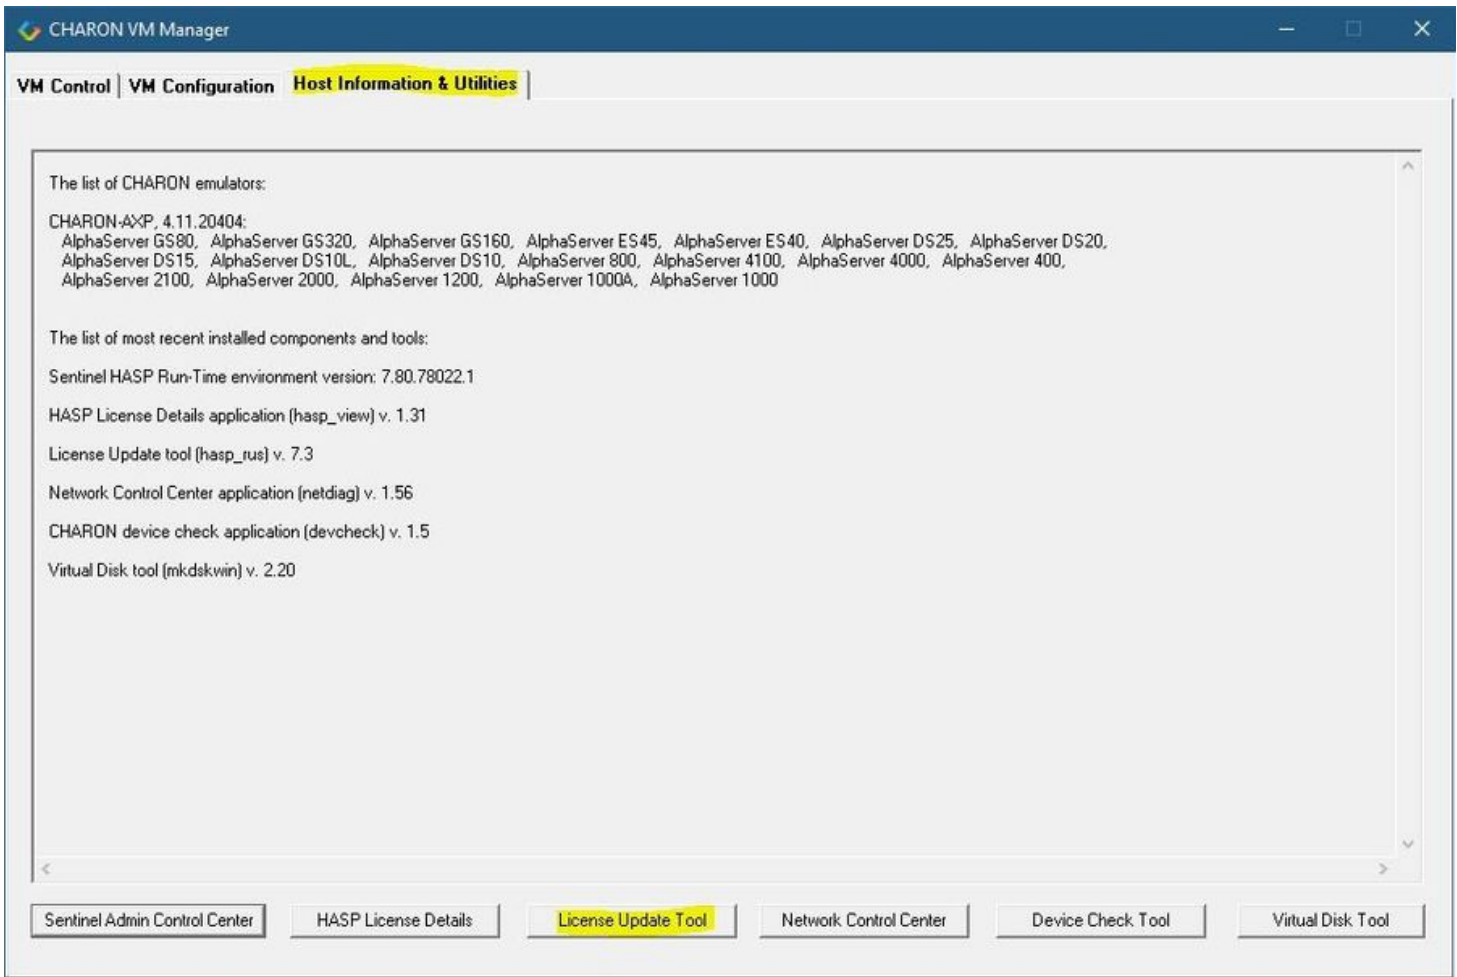 CHARON VM Manager
VM Control VM Configuration Host Information & Utilities
The list of CHARON emulators:
CHARON-AXP, 4.11.20404:
AlphaServer GS80, AlphaServer GS320, AlphaServer GS160, AlphaServer ES45, AlphaServer ES40, AlphaServer DS25, AlphaServer DS20,
AlphaServer DS15, AlphaServer DS10L, AlphaServer DS10, AlphaServer 800, AlphaServer 4100, AlphaServer 4000, AlphaServer 400,
AlphaServer 2100, AlphaServer 2000, AlphaServer 1200, AlphaServer 1000A, AlphaServer 1000
The list of most recent installed components and tools:
Sentinel HASP Run-Time environment version: 7.80.78022.1
HASP License Details application (hasp_view) v. 1.31
License Update tool (hasp_rus) v. 7.3
Network Control Center application (netdiag) v. 1.56
CHARON device check application (devcheck) v. 1.5
Virtual Disk tool (mkdskwin) v. 2.20
Sentinel Admin Control Center HASP License Details License Update Tool Network Control Center Device Check Tool Virtual Disk Tool